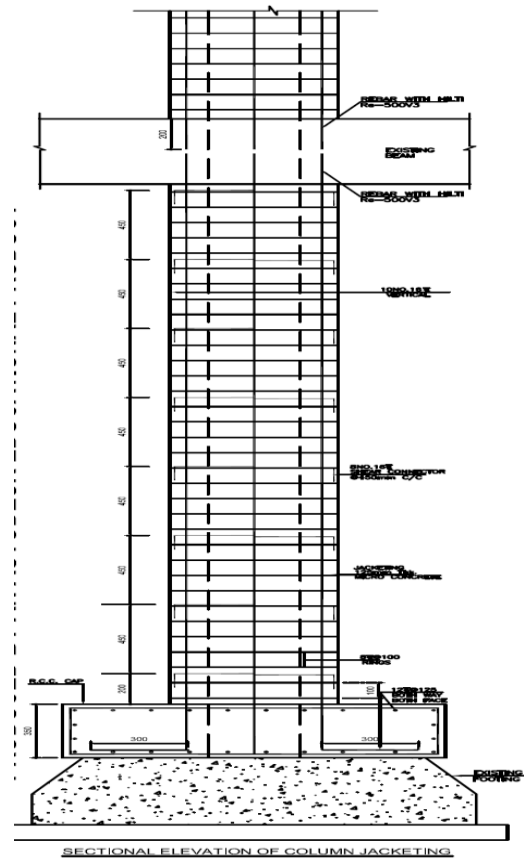 REBAR WITH HILTI
Re-500V3
200
EXISTING
BEAM
REBAR WITH HILTI
Re-500V3
450
450
10NO.16
VERTICAL
450
450
450
SHEAR CONNECTOR
@450mm C/C
450
JACKETING
MICRO CONCRETE
450
RINGS
200
100
R.C.C. CAP
BOTH WAY
BOTH FACE
300
300
EXISTING
FOOTING
SECTIONAL ELEVATION OF COLUMN JACKETING